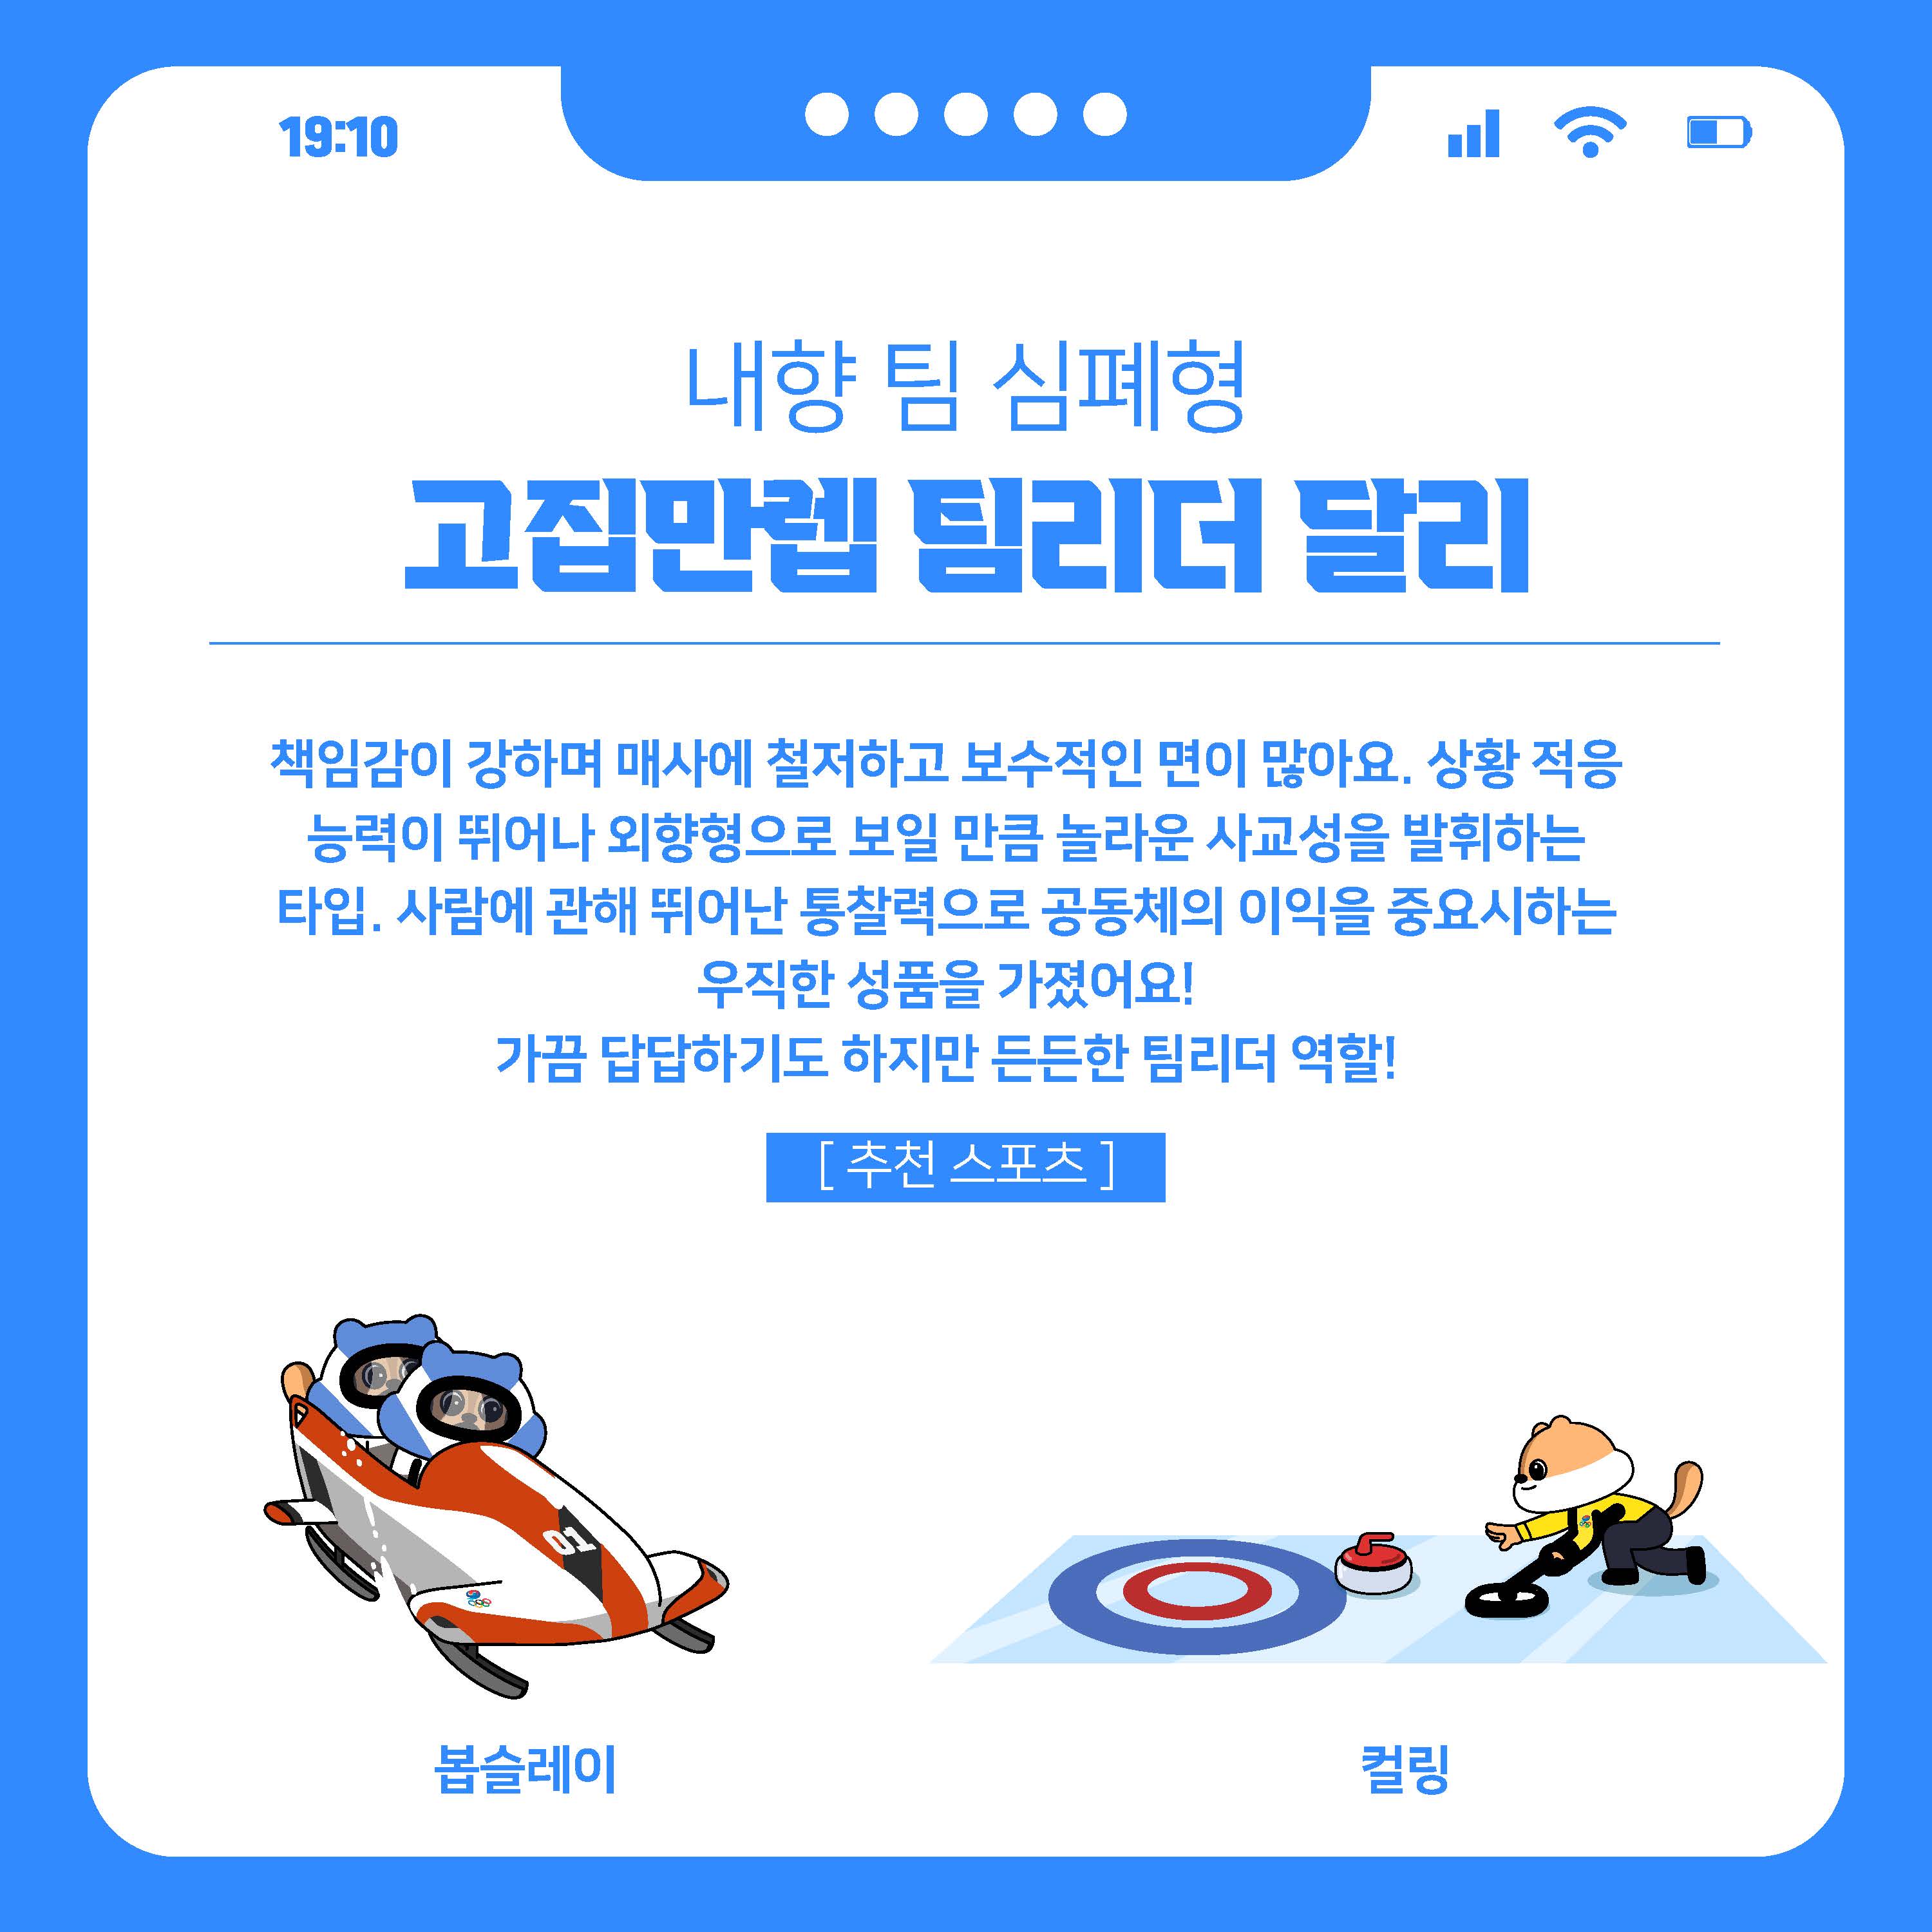 19:10
내향 팀 심폐형
고집만렙 팀리더 달리
책임감이 강하며 매사에 철저하고 보수적인 면이 많아요. 상황 적응
능력이 뛰어나 외향형으로 보일 만큼 놀라운 사교성을 발휘하는
타입. 사람에 관해 뛰어난 통찰력으로 공동체의 이익을 중요시하는
우직한 성품을 가졌어요!
가끔 답답하기도 하지만 든든한 팀리더 역할!
[ 추천 스포츠 ]
01
봅슬레이
컬링